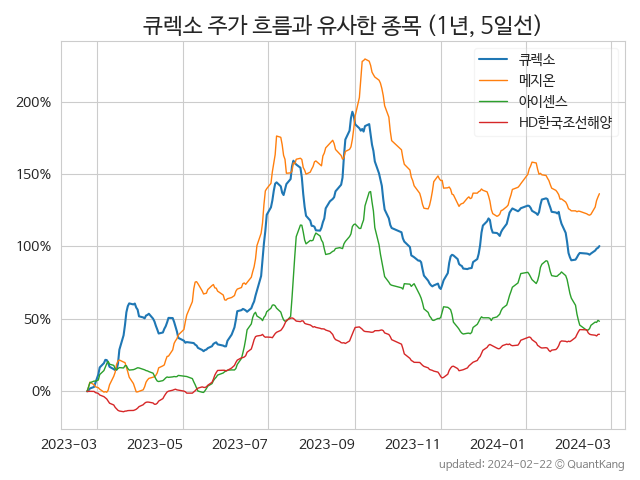 큐렉소 주가 흐름과 유사한 종목 (1년, 5일선)
큐렉소
메지온
아이센스
HD한국조선해양
200%
150%
100%
50%
0%
2023-03 2023-05 2023-07 2023-09 2023-11 2024-01 2024-03
updated: 2024-02-22 © QuantKang